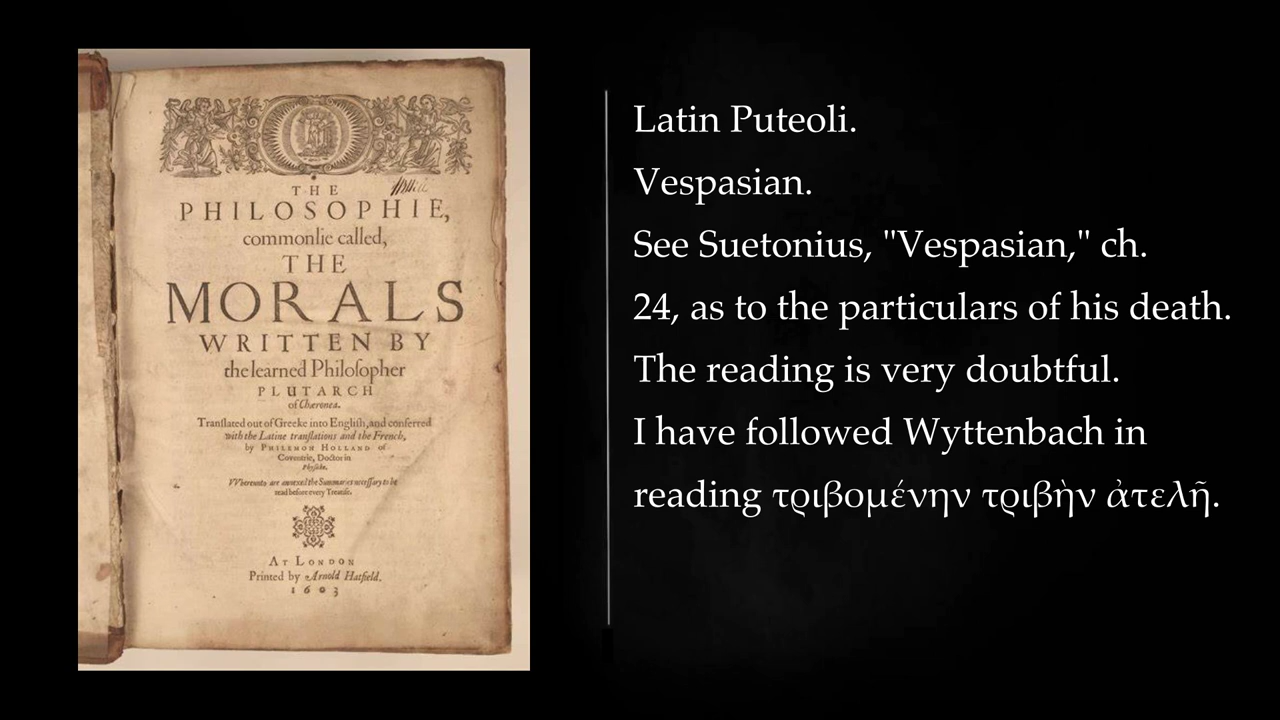 THE
PHILOSOPHIE,
commonlie called,
THE
MORALS
WRITTEN BY
the learned Philosopher
PLUTARCH
of Chæronea.
Translated out of Greeke into English, and conferred
with the Latine translations and the French,
by PHILEMON HOLLAND of
Coventrie, Doctor in
Physicke.
VVhereunto are annexed the Summaries necessary to be
read before every Treatise.
AT LONDON
Printed by Arnold Hatfield.
1603
Latin Puteoli.
Vespasian.
See Suetonius, "Vespasian," ch.
24, as to the particulars of his death.
The reading is very doubtful.
I have followed Wyttenbach in
reading τριβομένην τριβὴν ἀτελῆ.